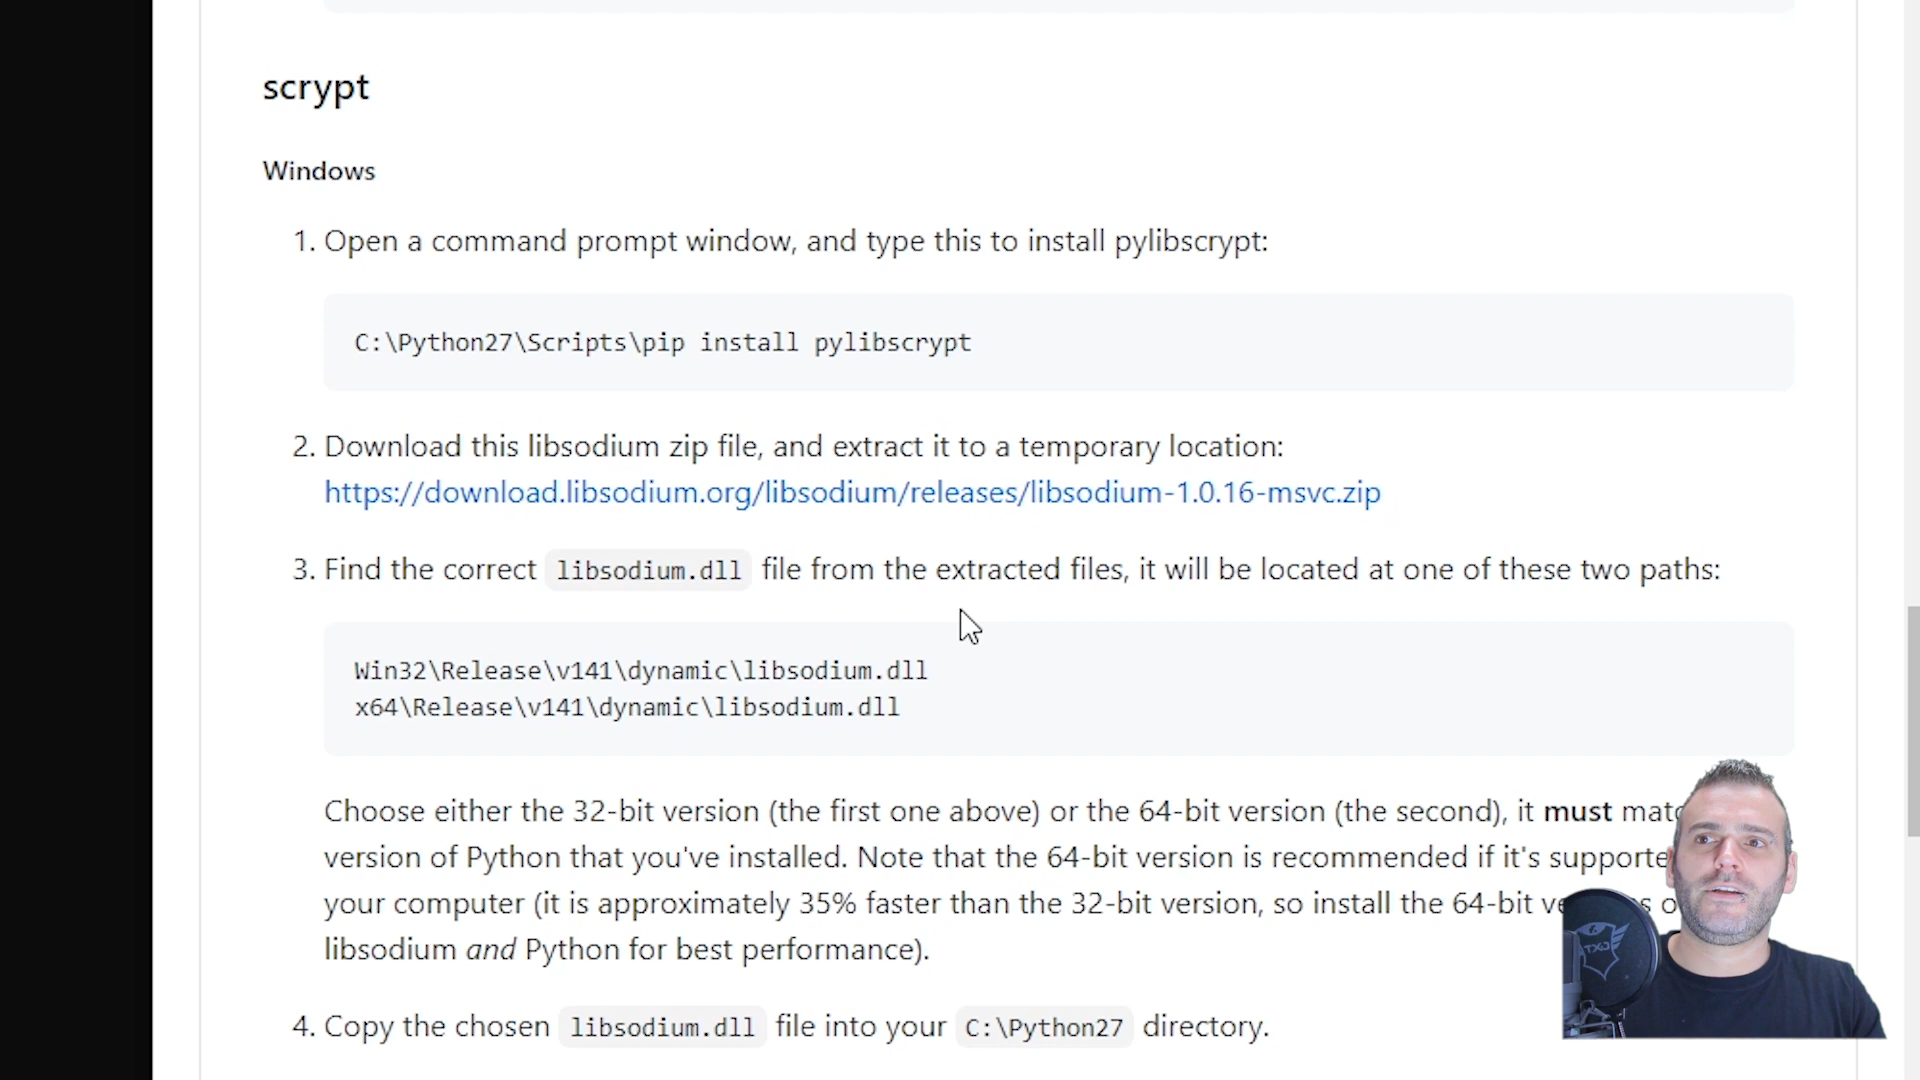 scrypt
Windows
1. Open a command prompt window, and type this to install pylibscrypt:
C:\Python27\Scripts\pip install pylibscrypt
2. Download this libsodium zip file, and extract it to a temporary location:
https://download.libsodium.org/libsodium/releases/libsodium-1.0.16-msvc.zip
3. Find the correct libsodium.dll file from the extracted files, it will be located at one of these two paths:
Win32\Release\v141\dynamic\libsodium.dll
x64\Release\v141\dynamic\libsodium.dll
Choose either the 32-bit version (the first one above) or the 64-bit version (the second), it must
version of Python that you've installed. Note that the 64-bit version is recommended if it's
your computer (it is approximately 35% faster than the 32-bit version, so install the 64-bit
libsodium and Python for best performance).
4. Copy the chosen libsodium.dll file into your C:\Python27 directory.